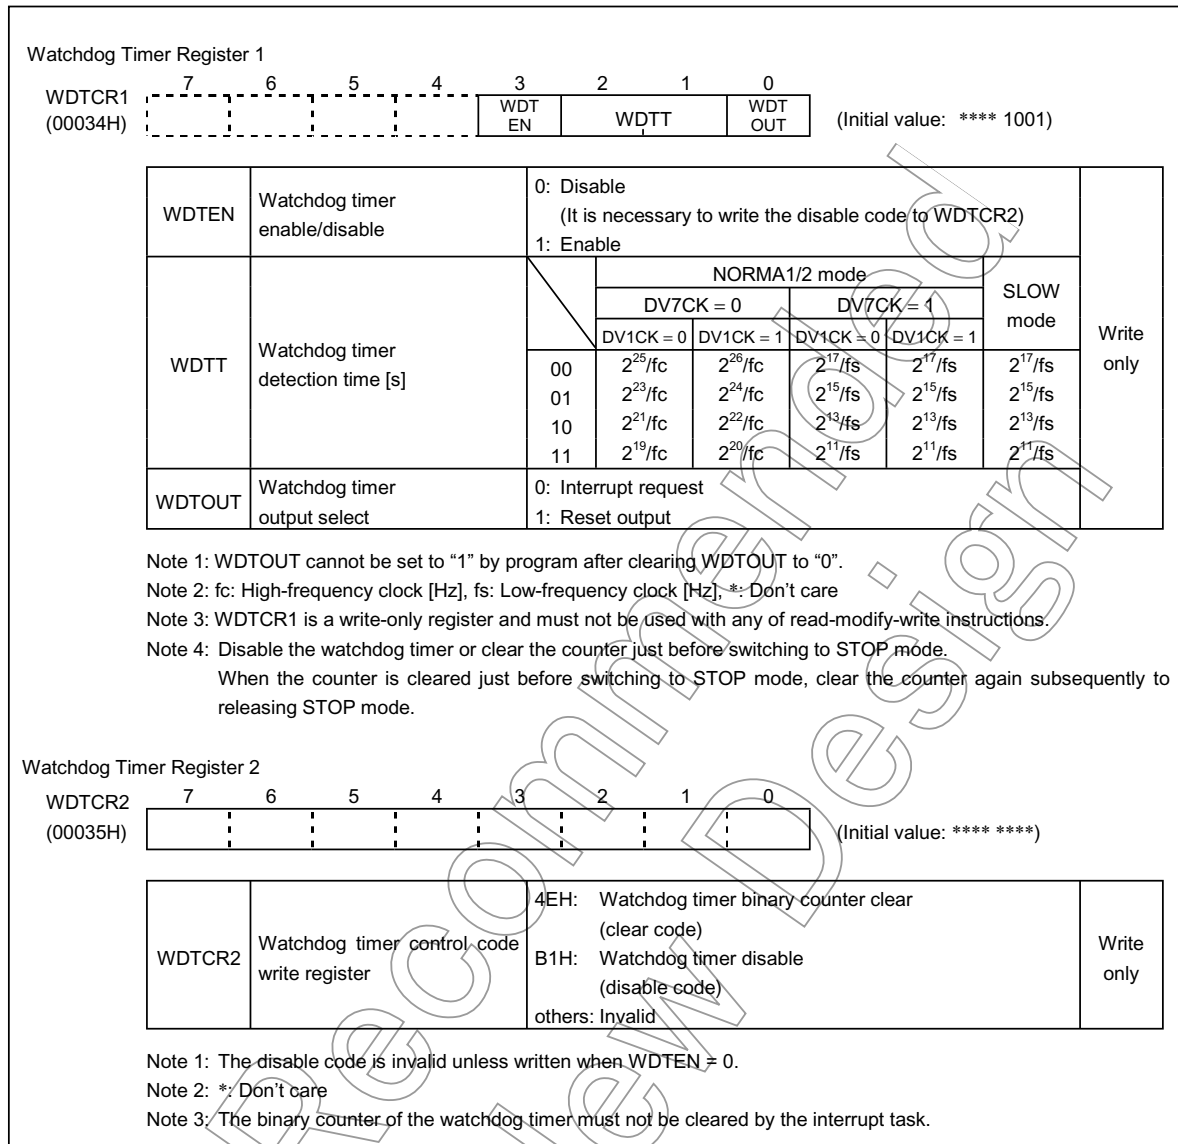 Watchdog Timer Register 1
7 6 5 4 3 2 1 0
WDTCR1
(00034H)
WDT EN
WDTT
WDT OUT
(Initial value: **** 1001)
WDTEN
Watchdog timer
enable/disable
0: Disable
(It is necessary to write the disable code to WDTCR2)
1: Enable
Write only
WDTT
Watchdog timer
detection time [s]
NORMA1/2 mode
SLOW mode
DV7CK = 0 DV7CK = 1
DV1CK = 0 DV1CK = 1 DV1CK = 0 DV1CK = 1
00 2^25/fc 2^26/fc 2^17/fs 2^17/fs 2^17/fs
01 2^23/fc 2^24/fc 2^15/fs 2^15/fs 2^15/fs
10 2^21/fc 2^22/fc 2^13/fs 2^13/fs 2^13/fs
11 2^19/fc 2^20/fc 2^11/fs 2^11/fs 2^11/fs
WDTOUT
Watchdog timer
output select
0: Interrupt request
1: Reset output
Note 1: WDTOUT cannot be set to “1” by program after clearing WDTOUT to “0”.
Note 2: fc: High-frequency clock [Hz], fs: Low-frequency clock [Hz], *: Don’t care
Note 3: WDTCR1 is a write-only register and must not be used with any of read-modify-write instructions.
Note 4: Disable the watchdog timer or clear the counter just before switching to STOP mode.
When the counter is cleared just before switching to STOP mode, clear the counter again subsequently to
releasing STOP mode.
Watchdog Timer Register 2
WDTCR2 7 6 5 4 3 2 1 0
(00035H)
(Initial value: **** ****)
WDTCR2
Watchdog timer control code
write register
4EH: Watchdog timer binary counter clear
(clear code)
B1H: Watchdog timer disable
(disable code)
others: Invalid
Write only
Note 1: The disable code is invalid unless written when WDTEN = 0.
Note 2: *: Don’t care
Note 3: The binary counter of the watchdog timer must not be cleared by the interrupt task.
Recommended
New Design